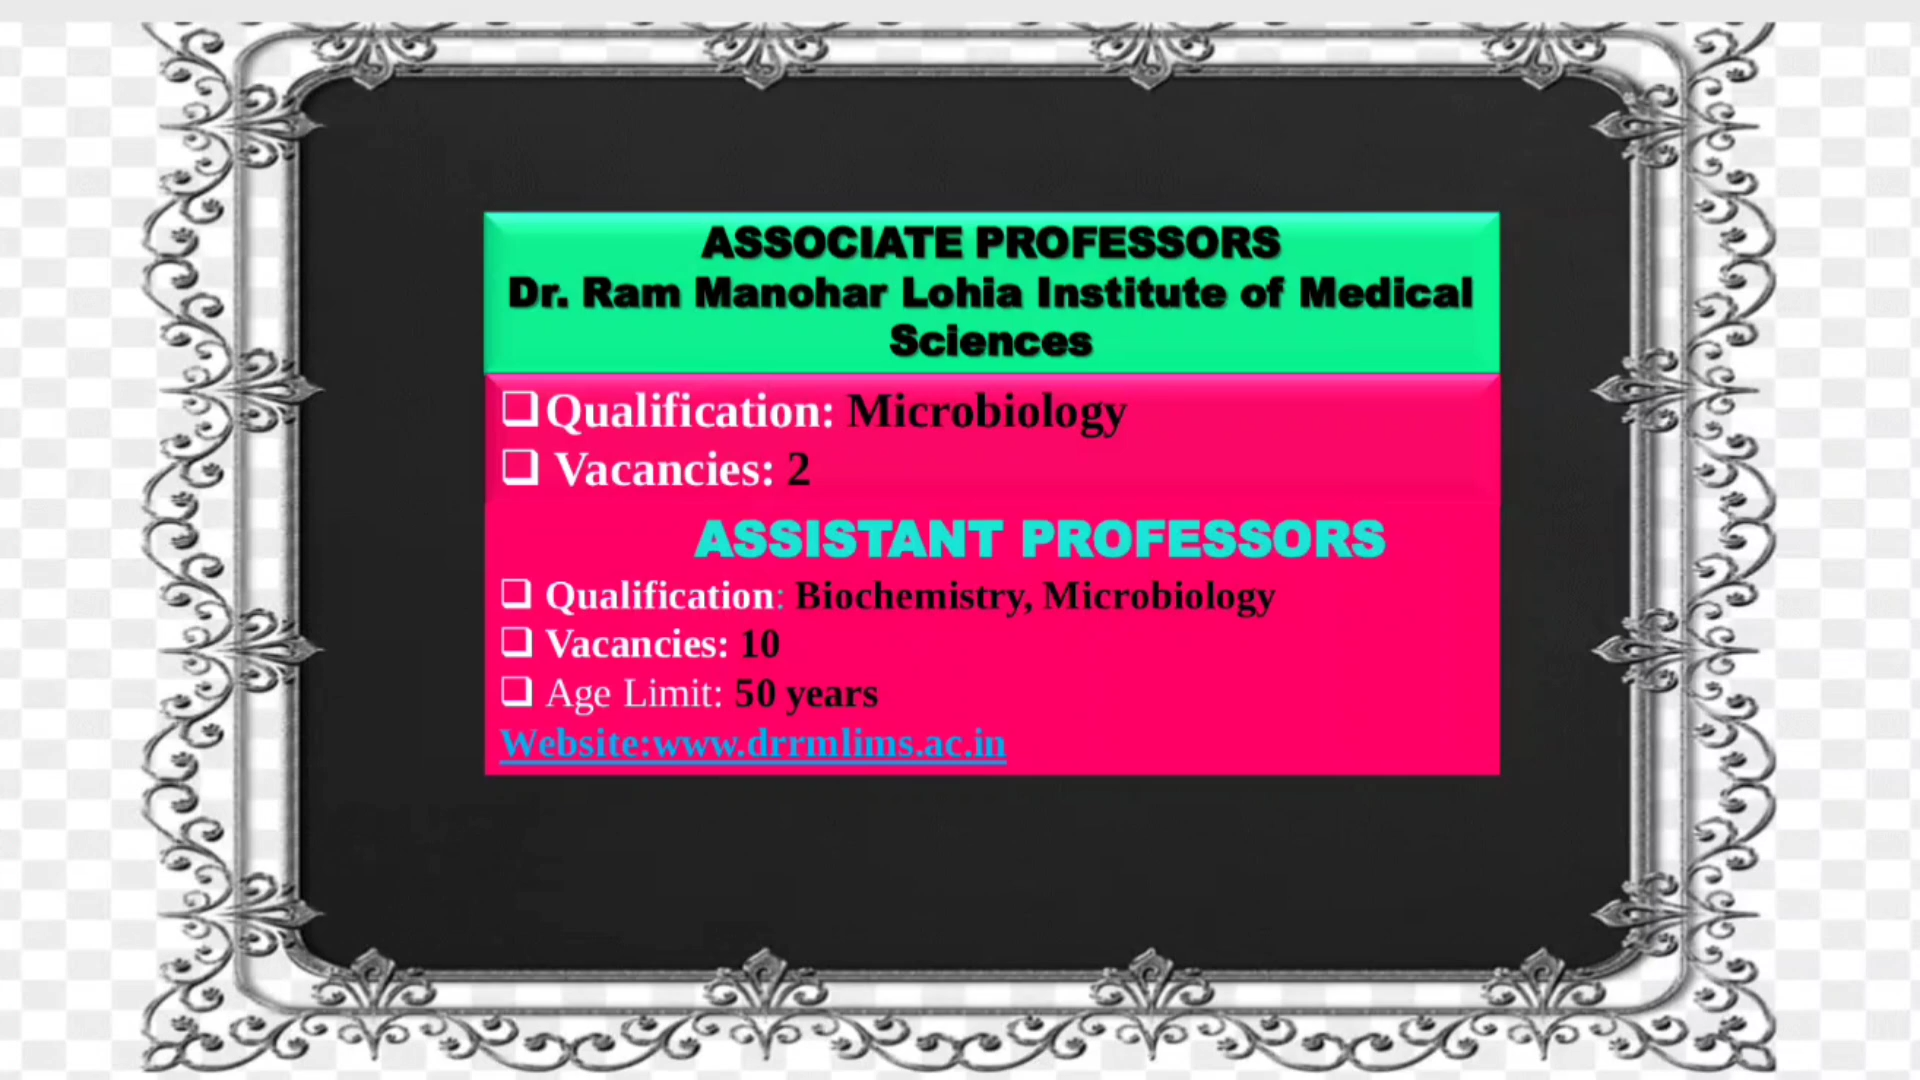 ASSOCIATE PROFESSORS
Dr. Ram Manohar Lohia Institute of Medical
Sciences
❑Qualification: Microbiology
❑ Vacancies: 2
ASSISTANT PROFESSORS
❑ Qualification: Biochemistry, Microbiology
❑ Vacancies: 10
❑ Age Limit: 50 years
Website:www.drrmlims.ac.in